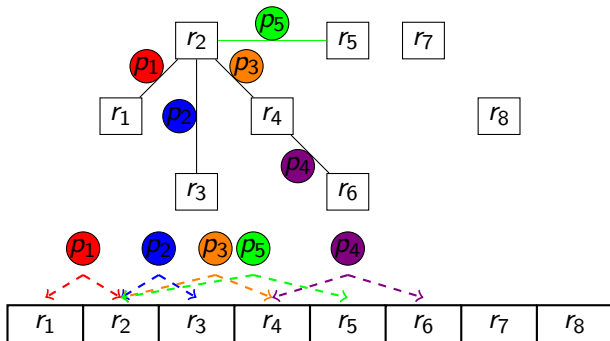 p5
r2 r5 r7
p1 p3
r1 p2 r4 r8
p4
r3 r6
p1 p2 p3 p5 p4
r1 r2 r3 r4 r5 r6 r7 r8